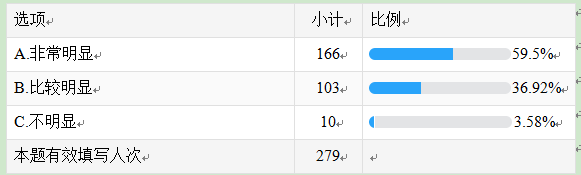 选项 小计 比例
A.非常明显 166 59.5%
B.比较明显 103 36.92%
C.不明显 10 3.58%
本题有效填写人次 279